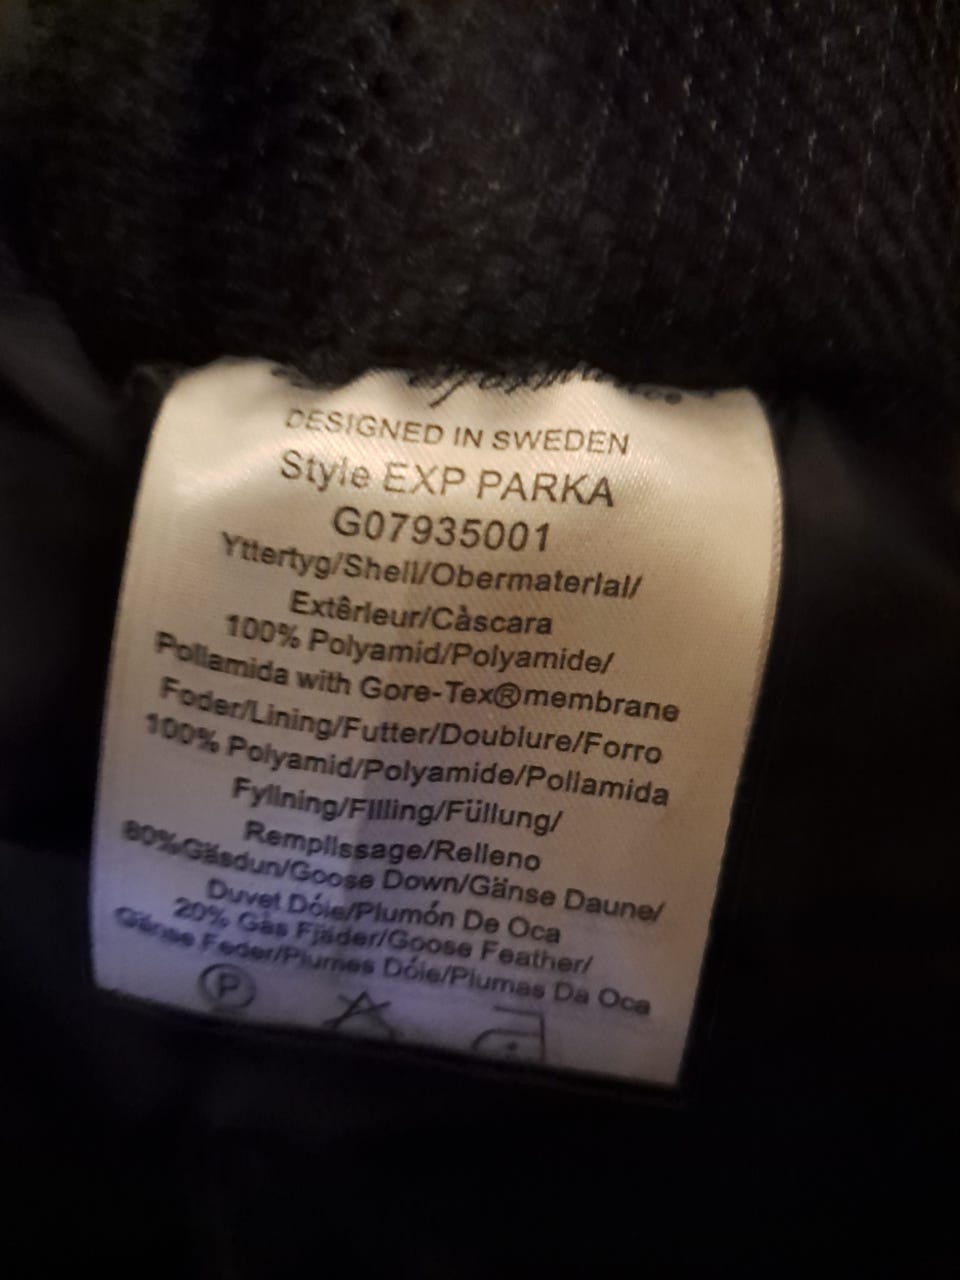 DESIGNED IN SWEDEN
Style EXP PARKA
G07935001
Yttertyg/Shell/Obermaterlal/
Extêrleur/Càscara
100% Polyamid/Polyamide/
Pollamida with Gore-Tex®membrane
Foder/Lining/Futter/Doublure/Forro
100% Polyamid/Polyamide/Pollamida
Fyllning/Fllling/Füllung/
Remplissage/Relleno
80%Gäsdun/Goose Down/Gänse Daune/
Duvet Dóie/Plumón De Oca
20% Gås Fjäder/Goose Feather/
Gänse Feder/Plumes Dóie/Plumas Da Oca
P